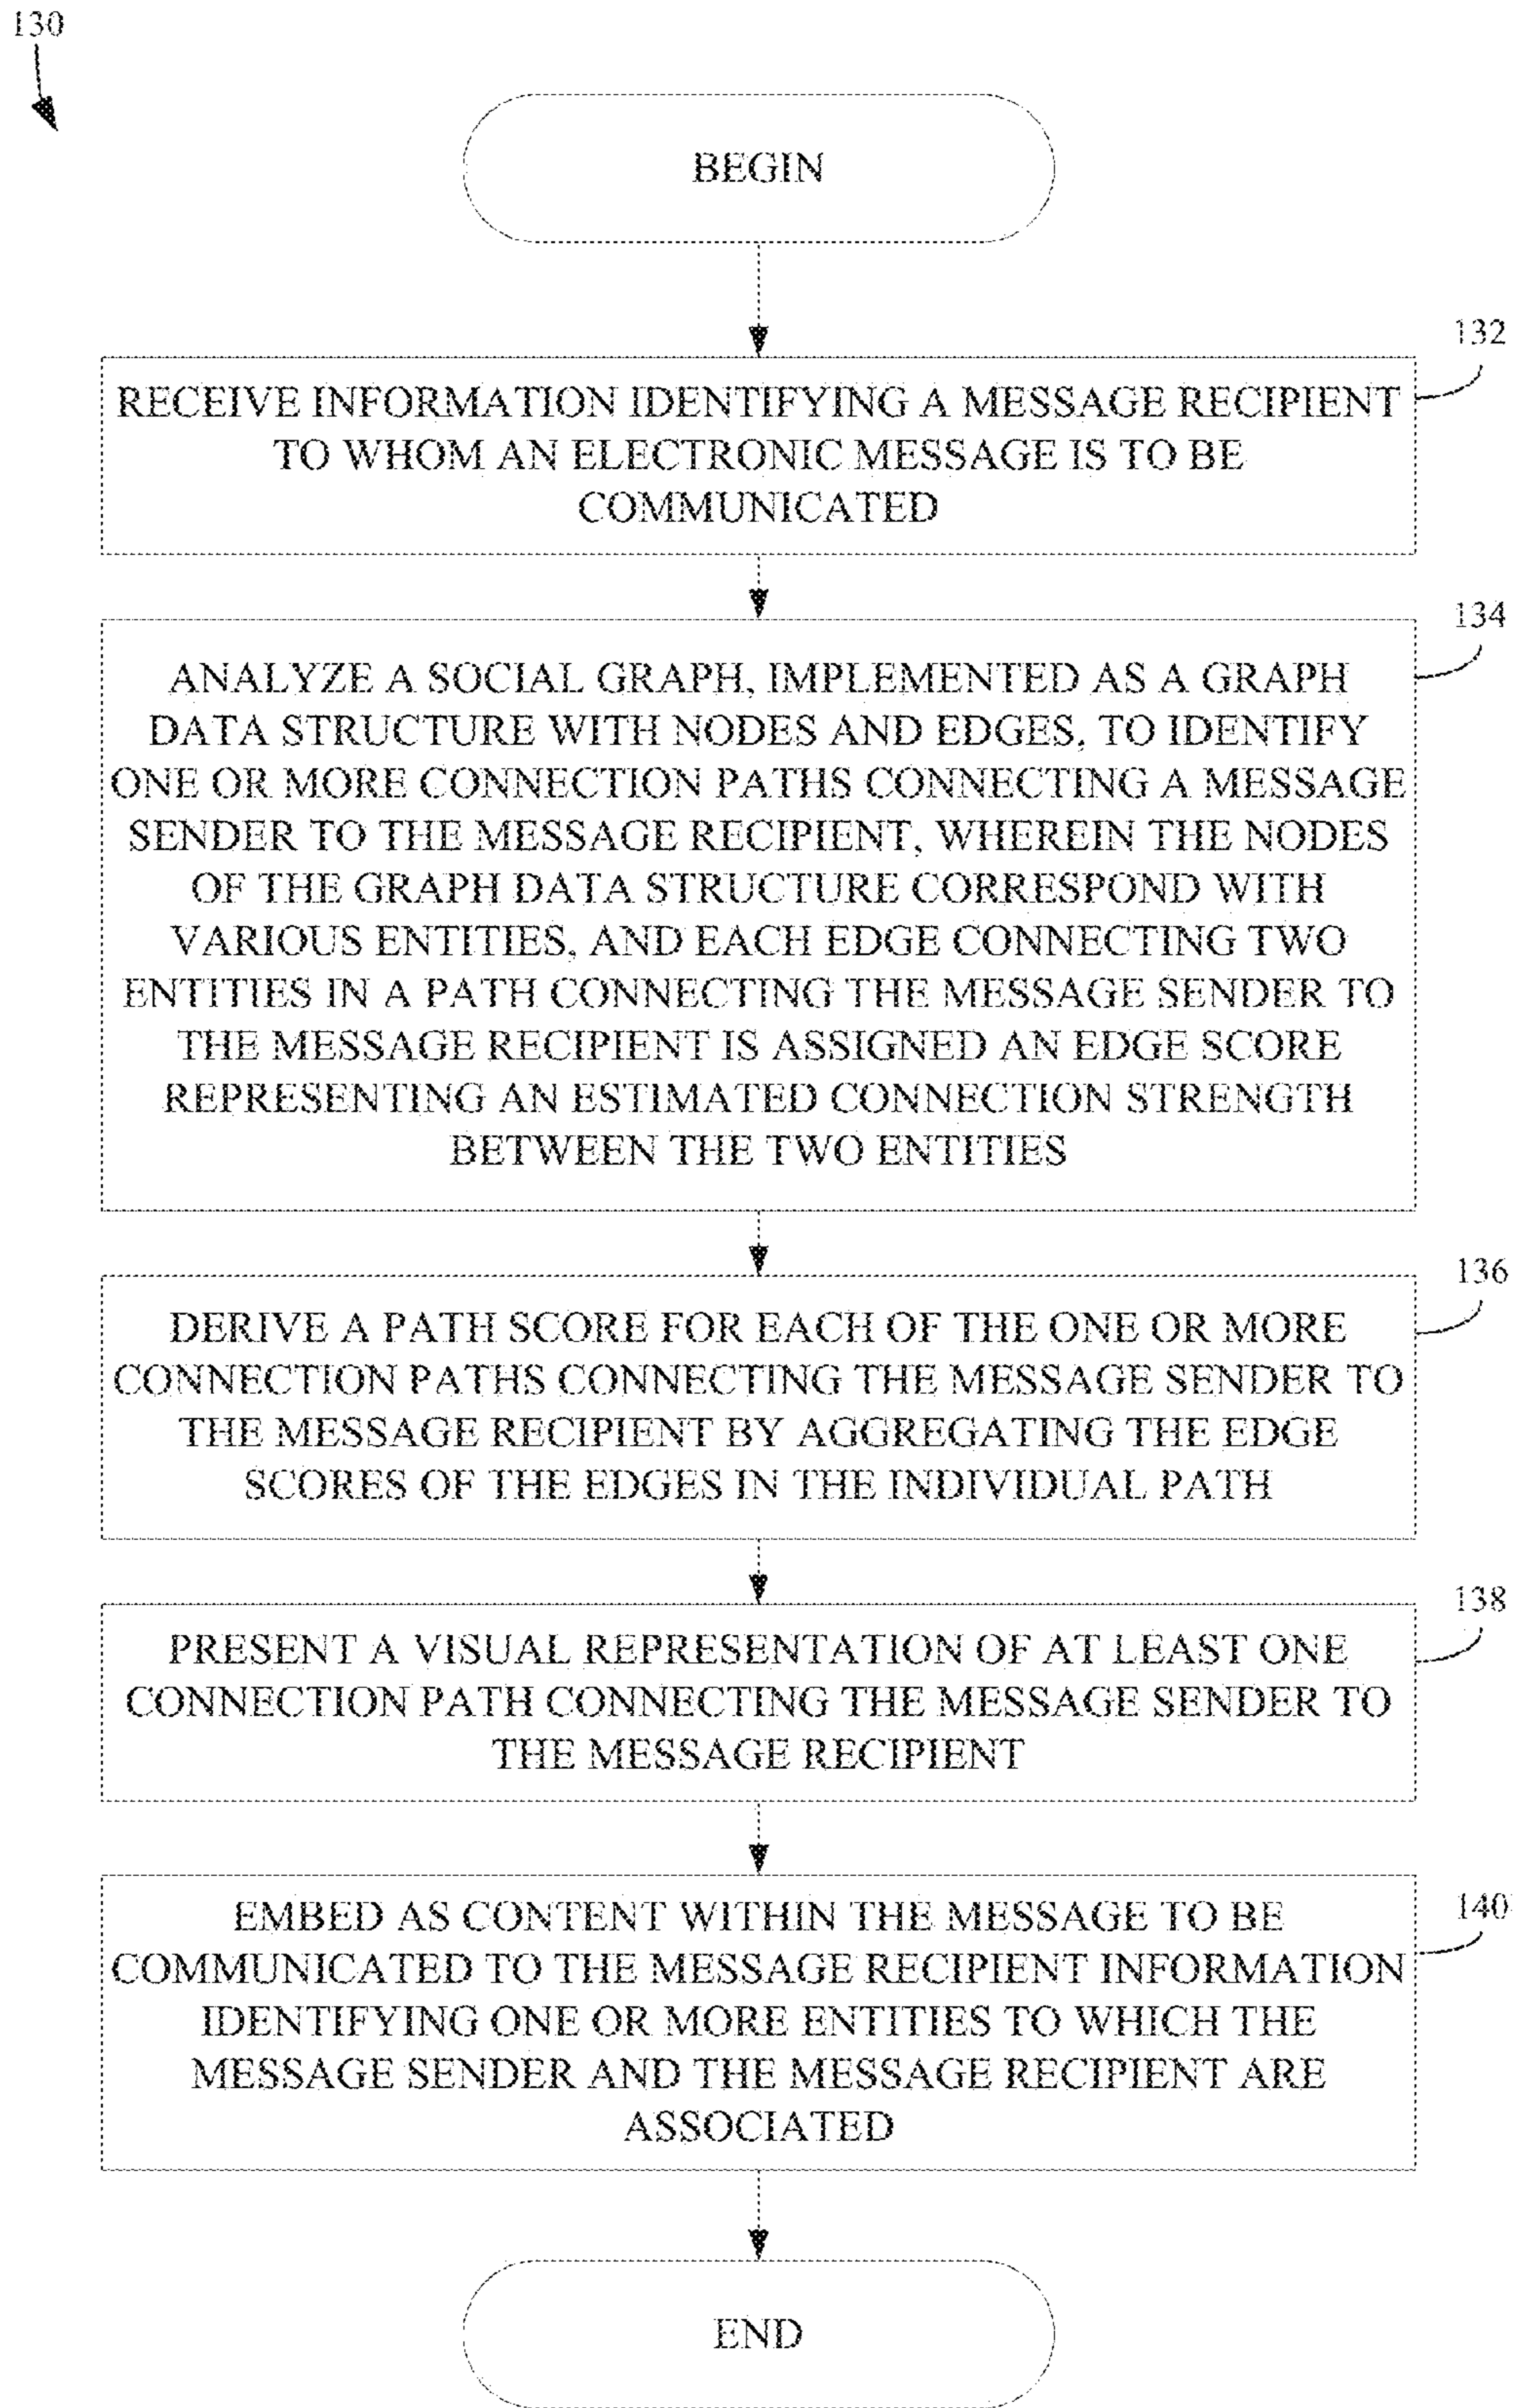 130
BEGIN
132
RECEIVE INFORMATION IDENTIFYING A MESSAGE RECIPIENT
TO WHOM AN ELECTRONIC MESSAGE IS TO BE
COMMUNICATED
134
ANALYZE A SOCIAL GRAPH, IMPLEMENTED AS A GRAPH
DATA STRUCTURE WITH NODES AND EDGES, TO IDENTIFY
ONE OR MORE CONNECTION PATHS CONNECTING A MESSAGE
SENDER TO THE MESSAGE RECIPIENT, WHEREIN THE NODES
OF THE GRAPH DATA STRUCTURE CORRESPOND WITH
VARIOUS ENTITIES, AND EACH EDGE CONNECTING TWO
ENTITIES IN A PATH CONNECTING THE MESSAGE SENDER TO
THE MESSAGE RECIPIENT IS ASSIGNED AN EDGE SCORE
REPRESENTING AN ESTIMATED CONNECTION STRENGTH
BETWEEN THE TWO ENTITIES
136
DERIVE A PATH SCORE FOR EACH OF THE ONE OR MORE
CONNECTION PATHS CONNECTING THE MESSAGE SENDER TO
THE MESSAGE RECIPIENT BY AGGREGATING THE EDGE
SCORES OF THE EDGES IN THE INDIVIDUAL PATH
138
PRESENT A VISUAL REPRESENTATION OF AT LEAST ONE
CONNECTION PATH CONNECTING THE MESSAGE SENDER TO
THE MESSAGE RECIPIENT
140
EMBED AS CONTENT WITHIN THE MESSAGE TO BE
COMMUNICATED TO THE MESSAGE RECIPIENT INFORMATION
IDENTIFYING ONE OR MORE ENTITIES TO WHICH THE
MESSAGE SENDER AND THE MESSAGE RECIPIENT ARE
ASSOCIATED
END